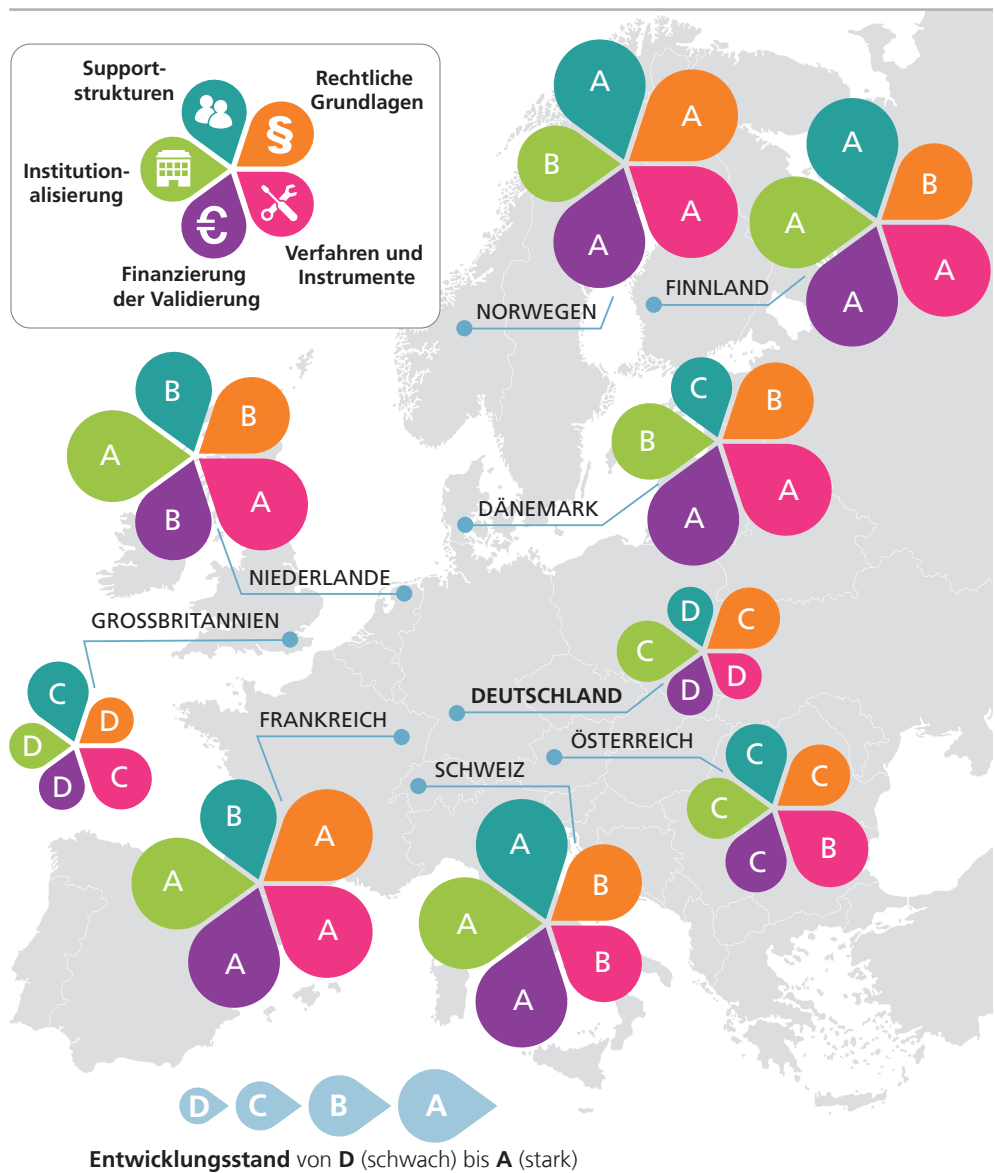 Support-
strukturen
Rechtliche
Grundlagen
§
Institution-
alisierung
€
Finanzierung
der Validierung
Verfahren und
Instrumente
A
A
B
A
A
NORWEGEN
A
B
A
A
A
FINNLAND
B
B
A
A
B
NIEDERLANDE
C
B
B
A
A
DÄNEMARK
GROSSBRITANNIEN
C
D
D
C
D
D
C
C
D
D
DEUTSCHLAND
FRANKREICH
B
A
A
A
A
SCHWEIZ
A
B
A
B
A
ÖSTERREICH
C
C
C
B
C
D C B A
Entwicklungsstand von D (schwach) bis A (stark)